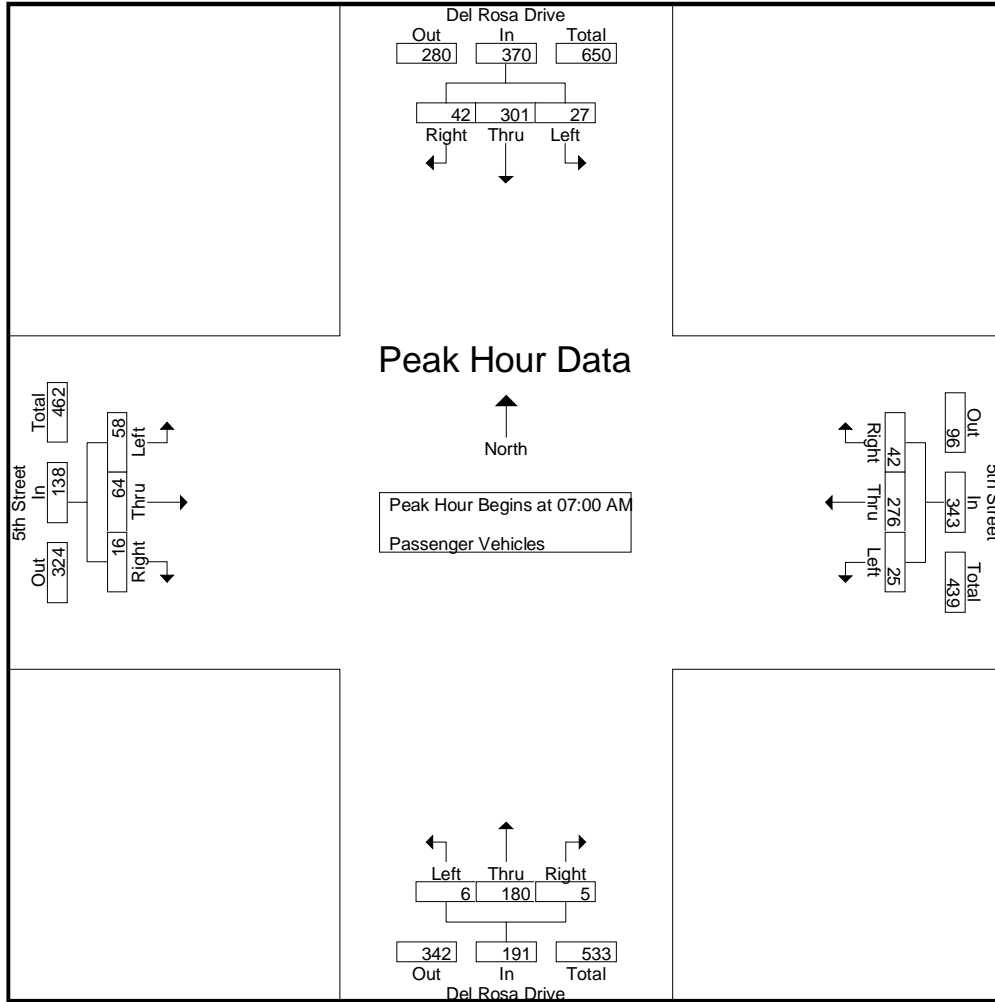 Del Rosa Drive
Out In Total
280 370 650
42 301 27
Right Thru Left
Peak Hour Data
North
Peak Hour Begins at 07:00 AM
Passenger Vehicles
5th Street
Total In Out
462 138 324
58 64 16
Left Thru Right
Right Thru Left
42 276 25
Out In Total
96 343 439
5th Street
Left Thru Right
6 180 5
342 191 533
Out In Total
Del Rosa Drive